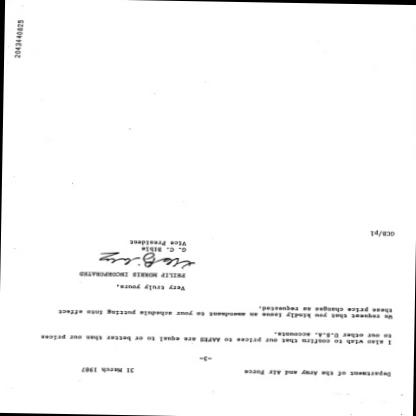 Department of the Army and Air Force
31 March 1987
-3-
I also wish to confirm that our prices to AAFES are equal to or better than our prices
to our other U.S.A. accounts.
We request that you kindly issue an amendment to your schedule putting into effect
these price changes as requested.
Very truly yours,
PHILIP MORRIS INCORPORATED
G. C. Bible
Vice President
GCB/pl
2043440825